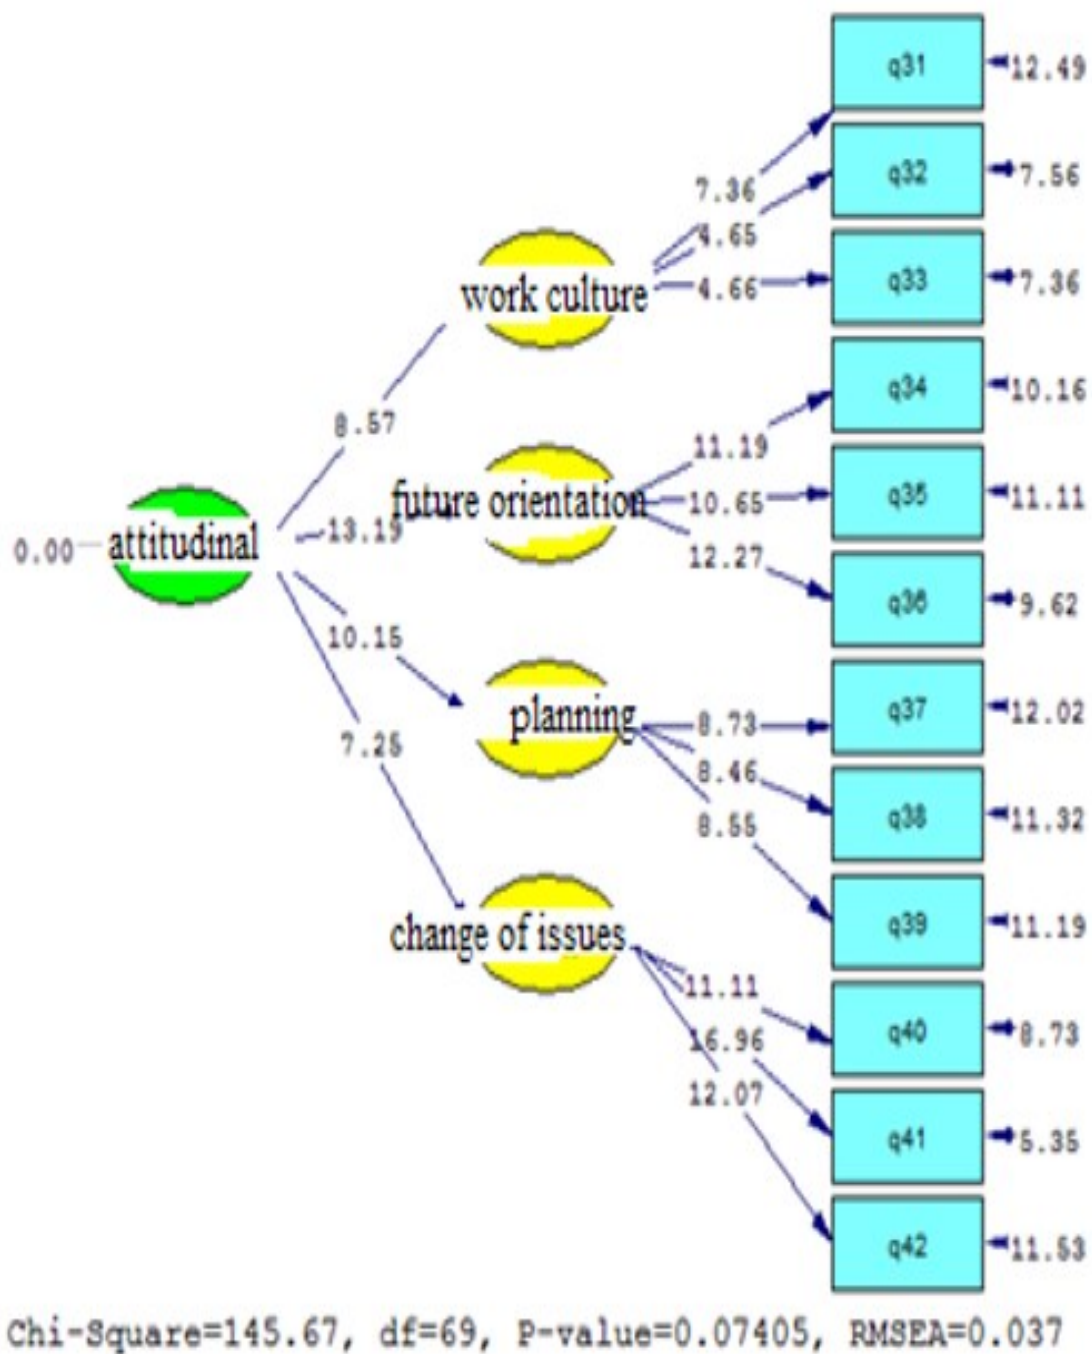 q31
12.49
7.36
q32
7.56
4.65
work culture
4.66
q33
7.36
8.57
q34
10.16
11.19
future orientation
10.65
q35
11.11
13.19
0.00
attitudinal
12.27
q36
9.62
10.15
planning
8.73
q37
12.02
7.25
8.46
q38
11.32
8.55
q39
11.19
change of issues
11.11
q40
8.73
16.96
12.07
q41
5.35
q42
11.53
Chi-Square=145.67, df=69, P-value=0.07405, RMSEA=0.037